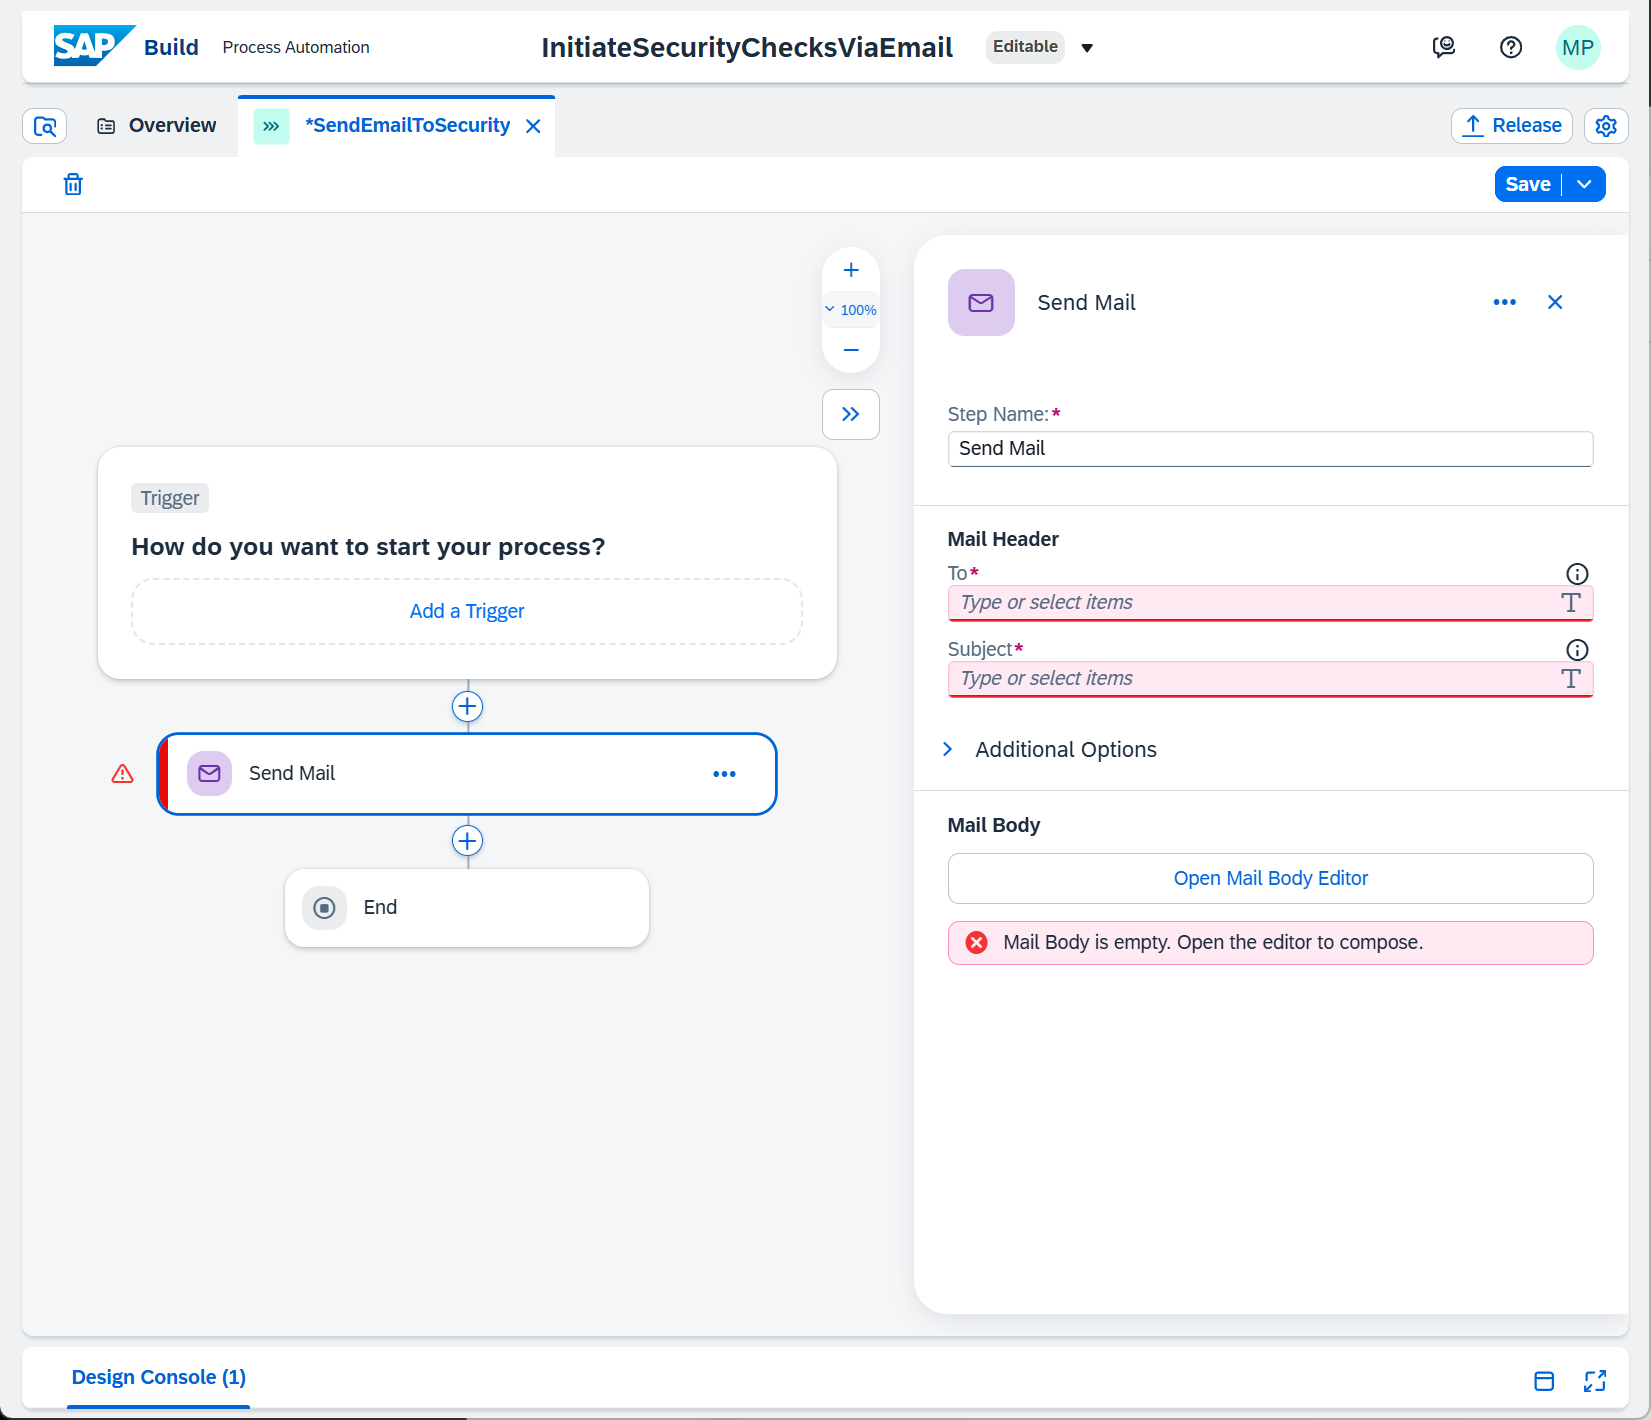 SAP Build Process Automation InitiateSecurityChecksViaEmail Editable MP
Overview *SendEmailToSecurity Release
Save
100%
Trigger
How do you want to start your process?
Add a Trigger
Send Mail
End
Send Mail
Step Name:*
Send Mail
Mail Header
To*
Type or select items
Subject*
Type or select items
Additional Options
Mail Body
Open Mail Body Editor
Mail Body is empty. Open the editor to compose.
Design Console (1)